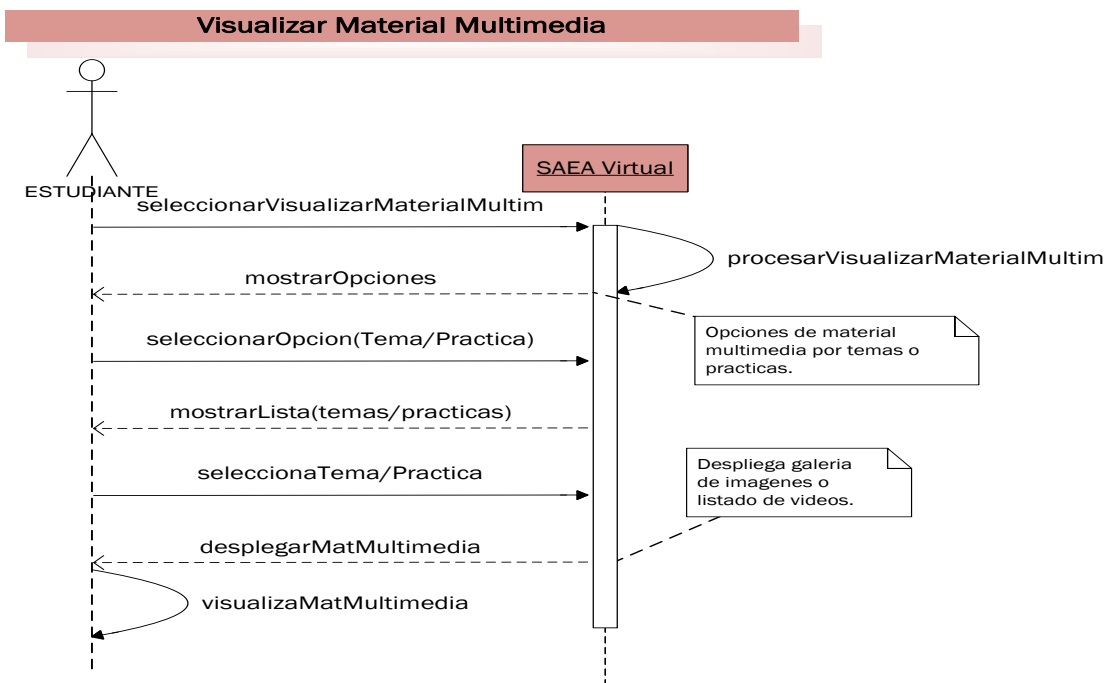 Visualizar Material Multimedia
SAEA Virtual
ESTUDIANTE
seleccionarVisualizarMaterialMultim
procesarVisualizarMaterialMultim
mostrarOpciones
Opciones de material
multimedia por temas o
practicas.
seleccionarOpcion(Tema/Practica)
mostrarLista(temas/practicas)
seleccionaTema/Practica
Despliega galeria
de imagenes o
listado de videos.
desplegarMatMultimedia
visualizaMatMultimedia